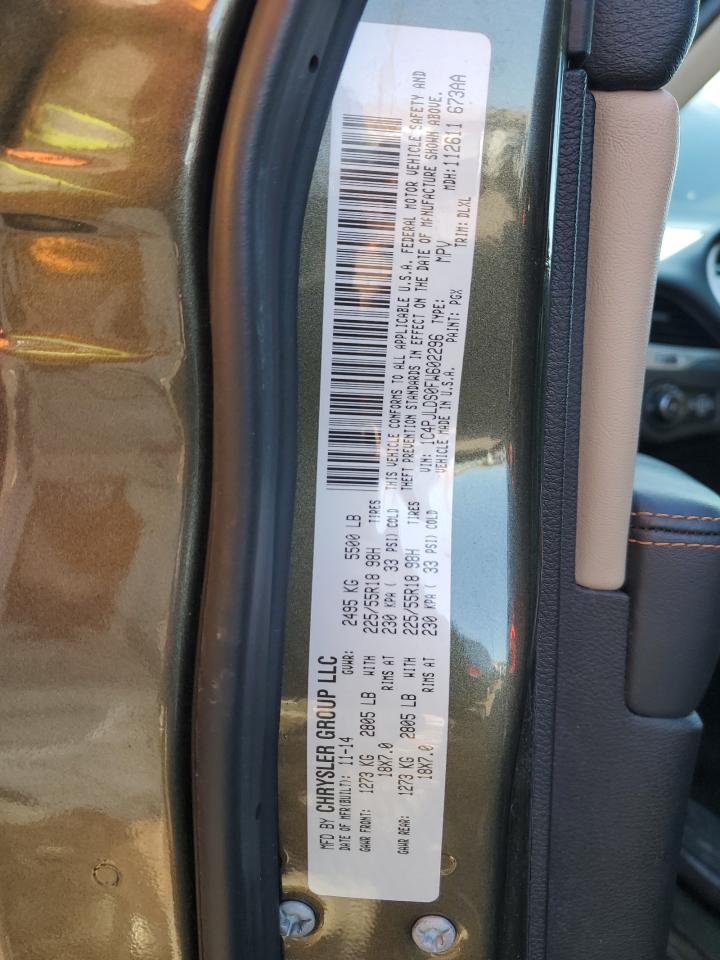 MFD BY CHRYSLER GROUP LLC
DATE OF MFR(BUILT): 11-14 GVWR: 2495 KG 5500 LB
GAWR FRONT: 1273 KG 2805 LB WITH 225/55R18 98H TIRES
18X7.0 RIMS AT 230 KPA ( 33 PSI) COLD
GAWR REAR: 1273 KG 2805 LB WITH 225/55R18 98H TIRES
18X7.0 RIMS AT 230 KPA ( 33 PSI) COLD
THIS VEHICLE CONFORMS TO ALL APPLICABLE U.S.A. FEDERAL MOTOR VEHICLE SAFETY AND
THEFT PREVENTION STANDARDS IN EFFECT ON THE DATE OF MANUFACTURE SHOWN ABOVE.
VIN: 1C4PJLDS0FW602296 TYPE: MPV MDH:112611 673AA
VEHICLE MADE IN U.S.A. PAINT: PGX TRIM: DLXL